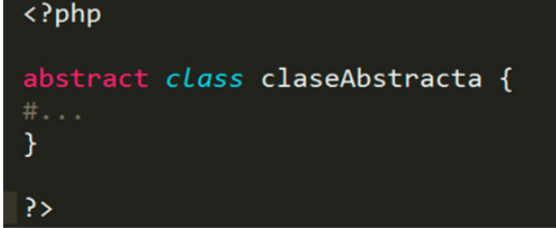 <?php
abstract class claseAbstracta {
#...
}
?>